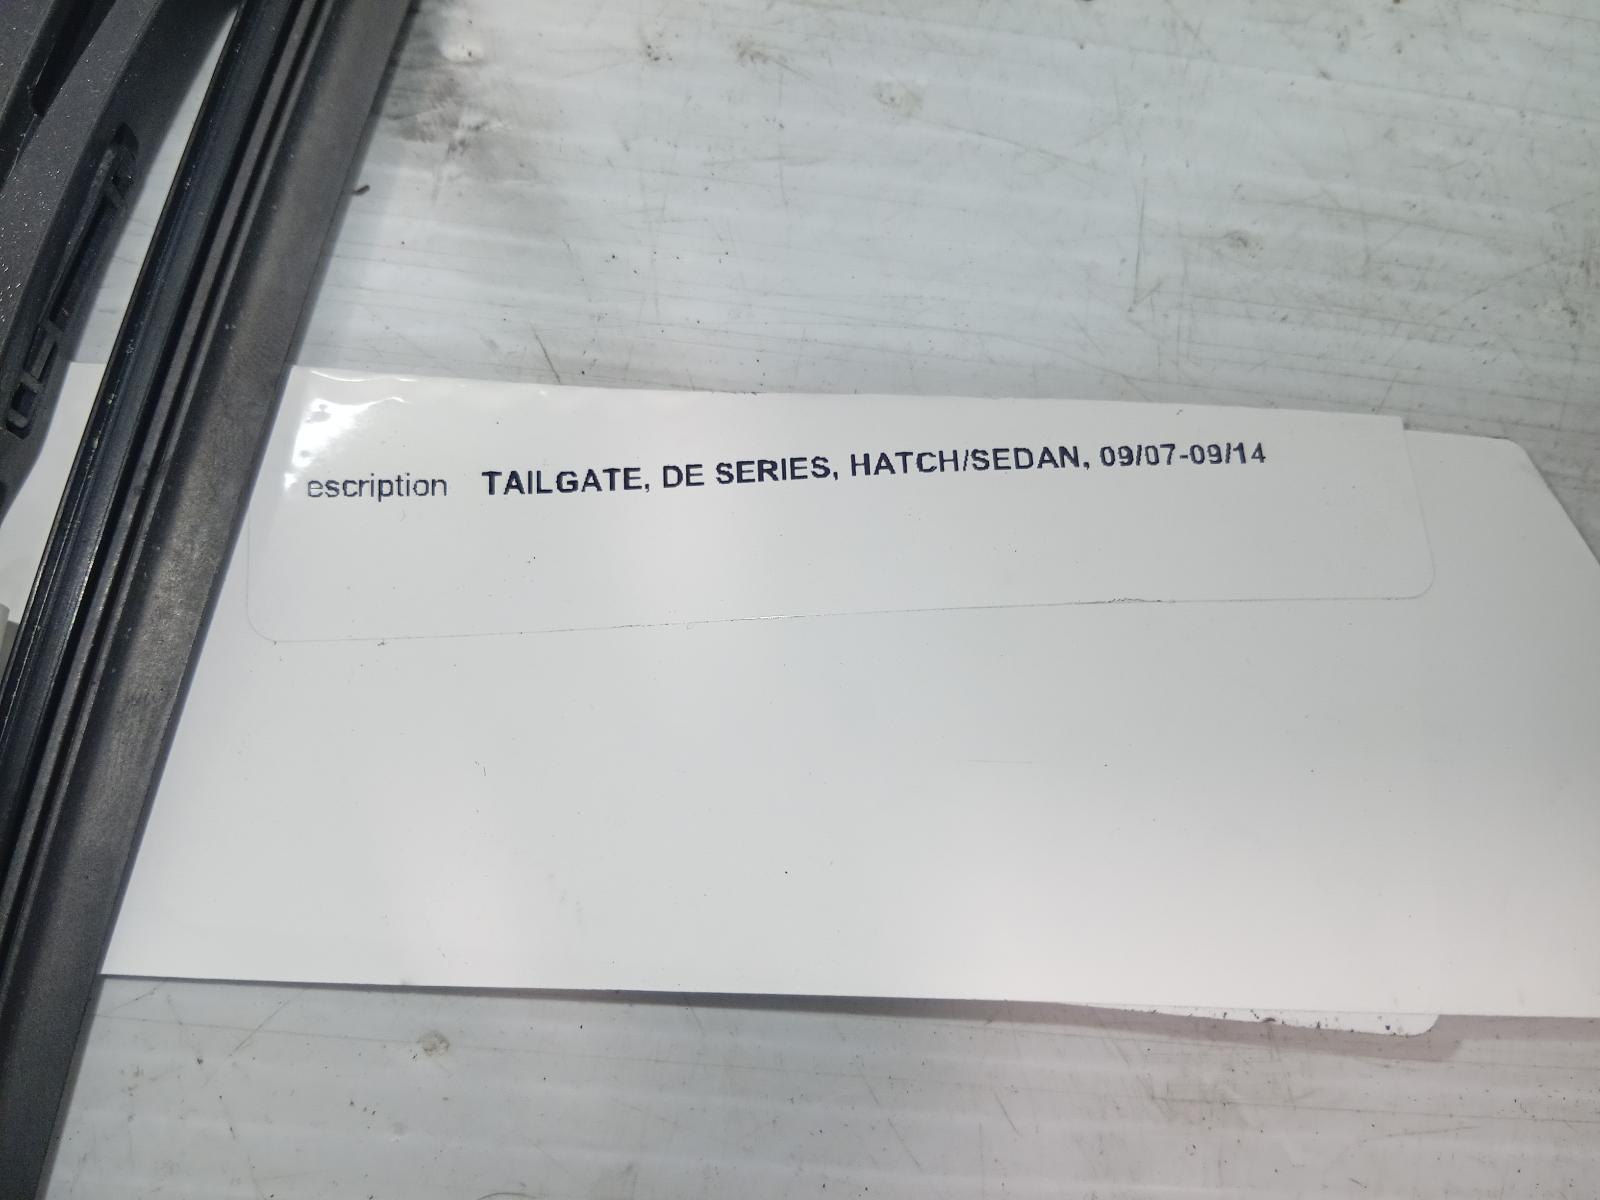 escription TAILGATE, DE SERIES, HATCH/SEDAN, 09/07-09/14